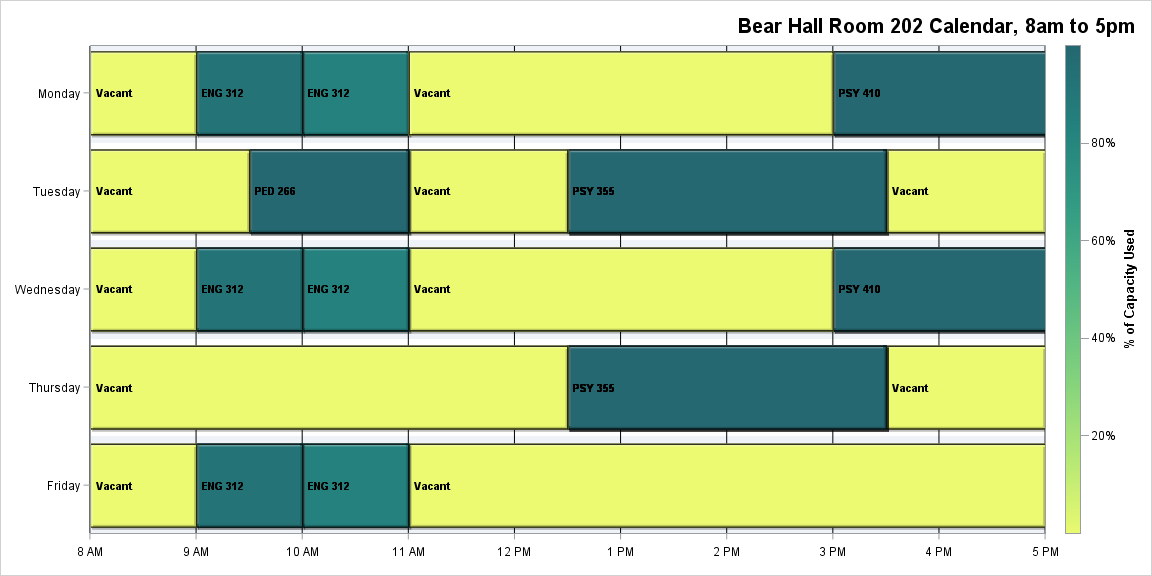 Bear Hall Room 202 Calendar, 8am to 5pm
Monday
Vacant
ENG 312
ENG 312
Vacant
PSY 410
Tuesday
Vacant
PED 266
Vacant
PSY 355
Vacant
Wednesday
Vacant
ENG 312
ENG 312
Vacant
PSY 410
Thursday
Vacant
PSY 355
Vacant
Friday
Vacant
ENG 312
ENG 312
Vacant
8 AM
9 AM
10 AM
11 AM
12 PM
1 PM
2 PM
3 PM
4 PM
5 PM
80%
60%
40%
20%
% of Capacity Used